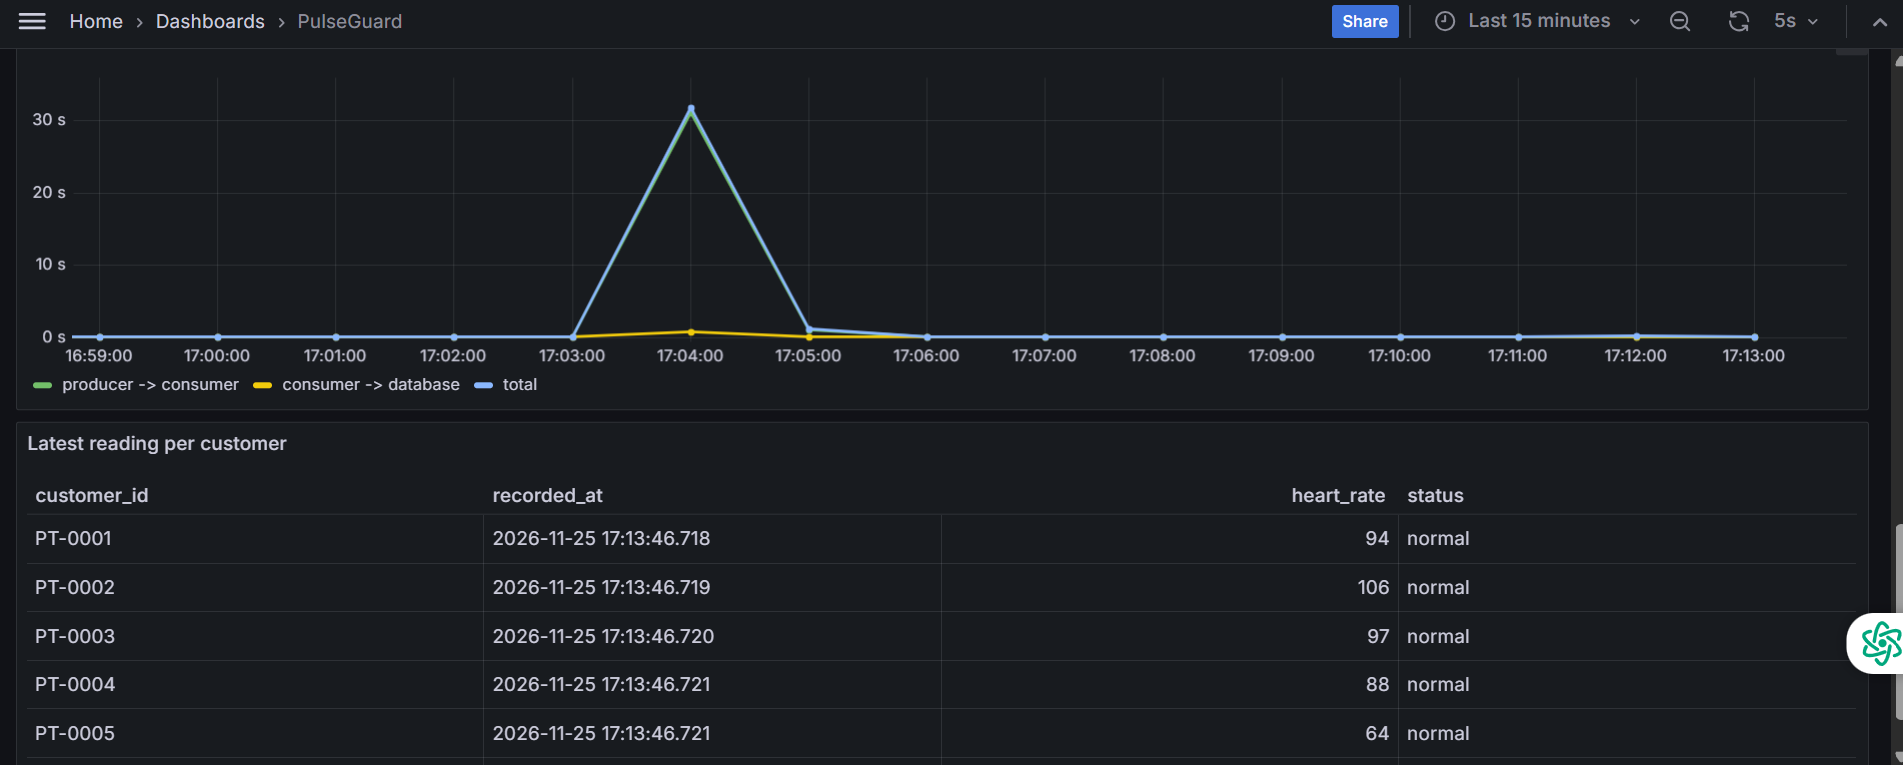 Home › Dashboards › PulseGuard Share Last 15 minutes 5s
30 s
20 s
10 s
0 s
16:59:00 17:00:00 17:01:00 17:02:00 17:03:00 17:04:00 17:05:00 17:06:00 17:07:00 17:08:00 17:09:00 17:10:00 17:11:00 17:12:00 17:13:00
producer -> consumer consumer -> database total
Latest reading per customer
customer_id recorded_at heart_rate status
PT-0001 2026-11-25 17:13:46.718 94 normal
PT-0002 2026-11-25 17:13:46.719 106 normal
PT-0003 2026-11-25 17:13:46.720 97 normal
PT-0004 2026-11-25 17:13:46.721 88 normal
PT-0005 2026-11-25 17:13:46.721 64 normal